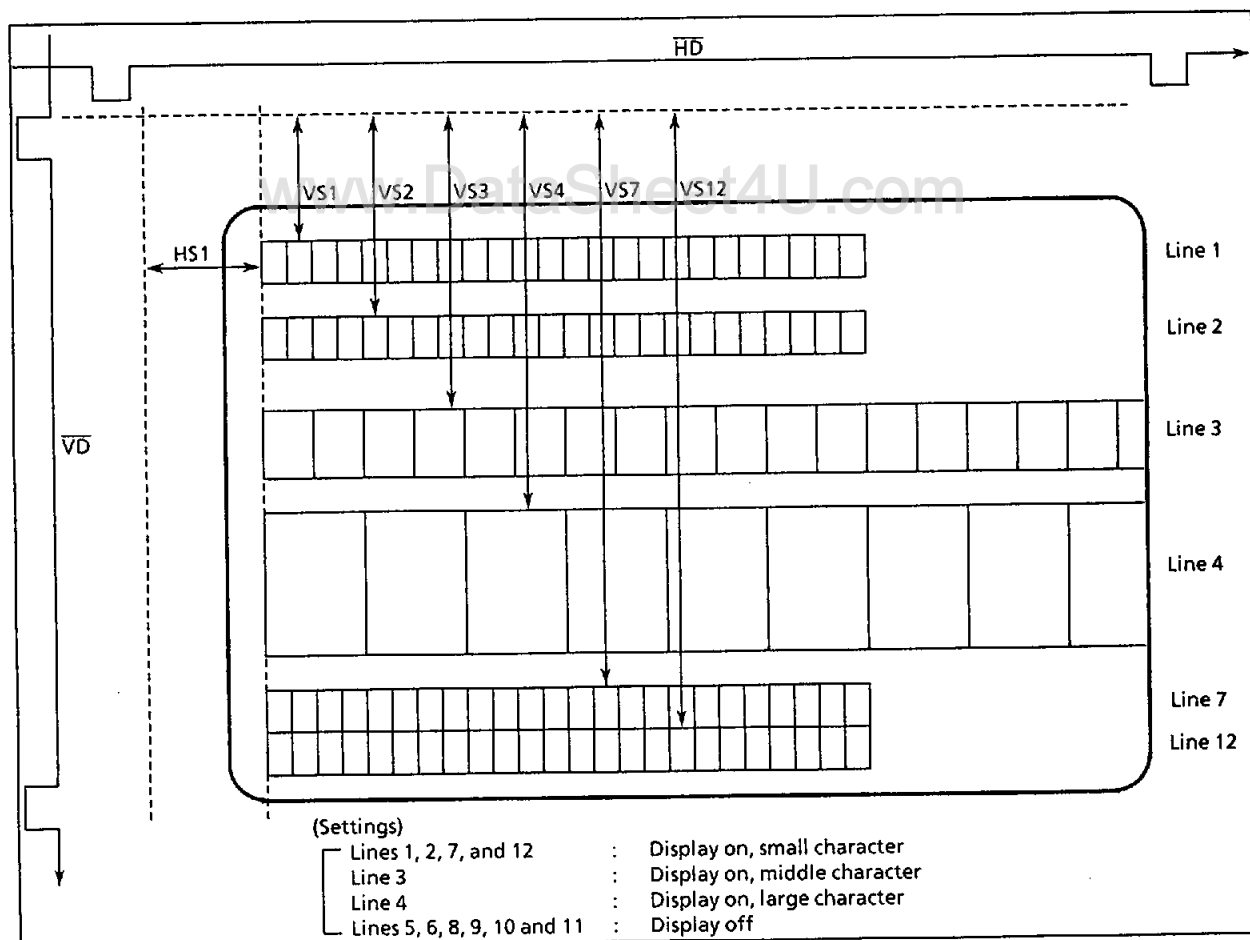 HD
www.DataSheet4U.com
VS1 VS2 VS3 VS4 VS7 VS12
HS1
Line 1
Line 2
VD
Line 3
Line 4
Line 7
Line 12
(Settings)
Lines 1, 2, 7, and 12 : Display on, small character
Line 3 : Display on, middle character
Line 4 : Display on, large character
Lines 5, 6, 8, 9, 10 and 11 : Display off